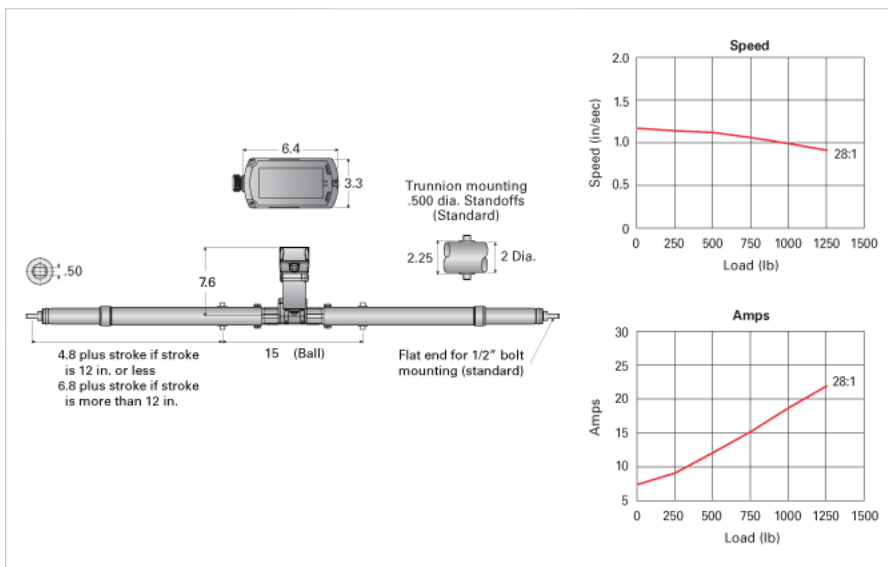 6.4
3.3
Trunnion mounting
.500 dia. Standoffs
(Standard)
2.25
2 Dia.
.50
7.6
4.8 plus stroke if stroke
is 12 in. or less
6.8 plus stroke if stroke
is more than 12 in.
15 (Ball)
Flat end for 1/2" bolt
mounting (standard)
Speed
2.0
1.5
1.0
0.5
0
Speed (in/sec)
28:1
0 250 500 750 1000 1250 1500
Load (lb)
Amps
30
25
20
15
10
5
Amps
28:1
0 250 500 750 1000 1250 1500
Load (lb)